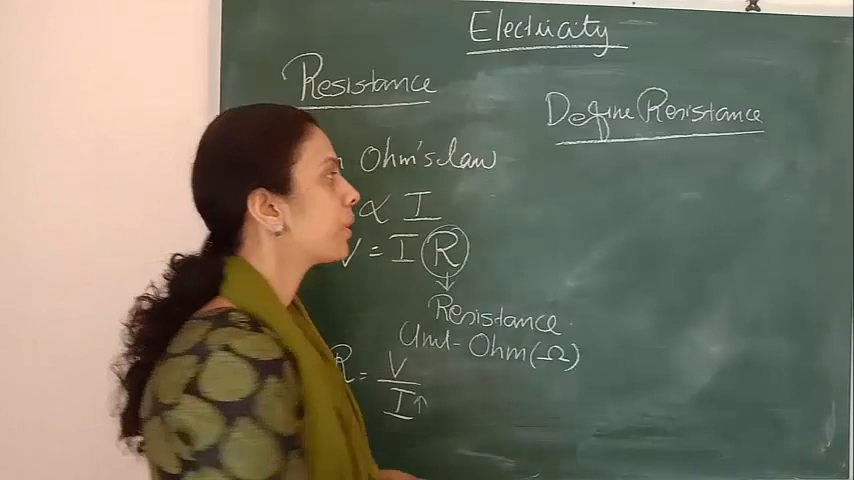 Electricity
Resistance
Define Resistance
Ohm's law
∝ I
V = I R
↓
Resistance
Unit - Ohm (Ω)
R = V
I ↑